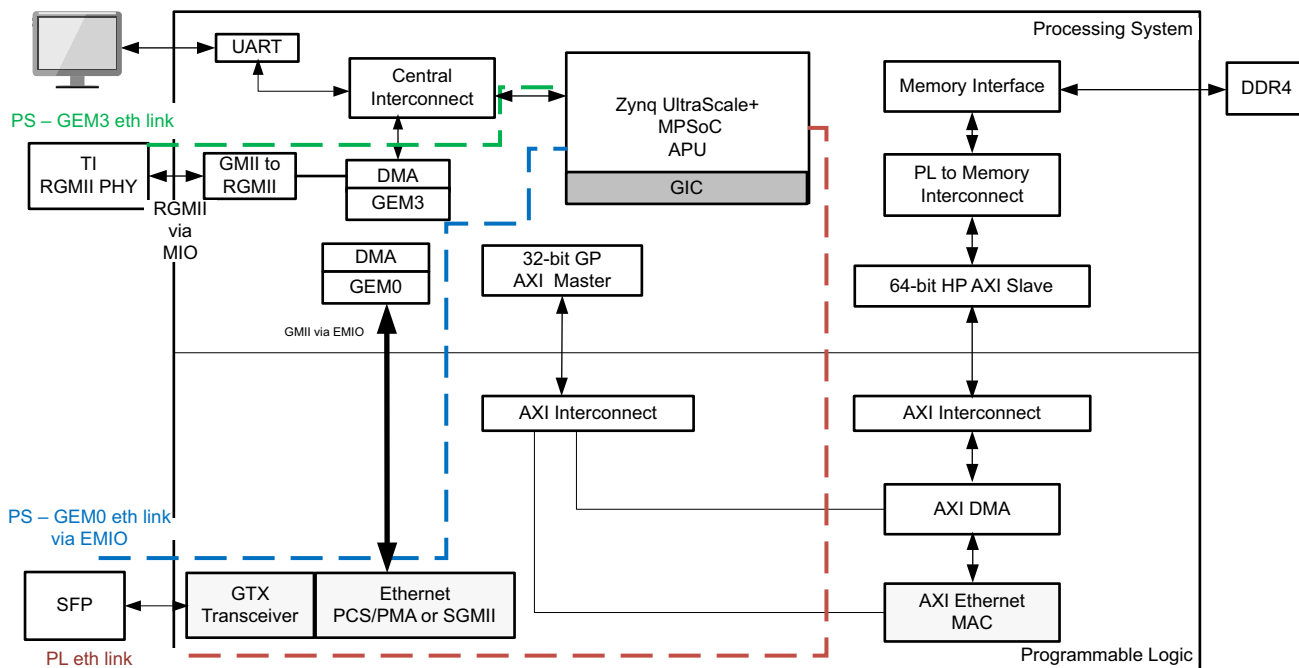 Processing System
UART
Central
Interconnect
Zynq UltraScale+
MPSoC
APU
GIC
Memory Interface
DDR4
PS – GEM3 eth link
TI
RGMII PHY
GMII to
RGMII
DMA
GEM3
PL to Memory
Interconnect
RGMII
via
MIO
DMA
GEM0
32-bit GP
AXI Master
64-bit HP AXI Slave
GMII via EMIO
AXI Interconnect
AXI Interconnect
AXI DMA
PS – GEM0 eth link
via EMIO
SFP
GTX
Transceiver
Ethernet
PCS/PMA or SGMII
AXI Ethernet
MAC
PL eth link
Programmable Logic